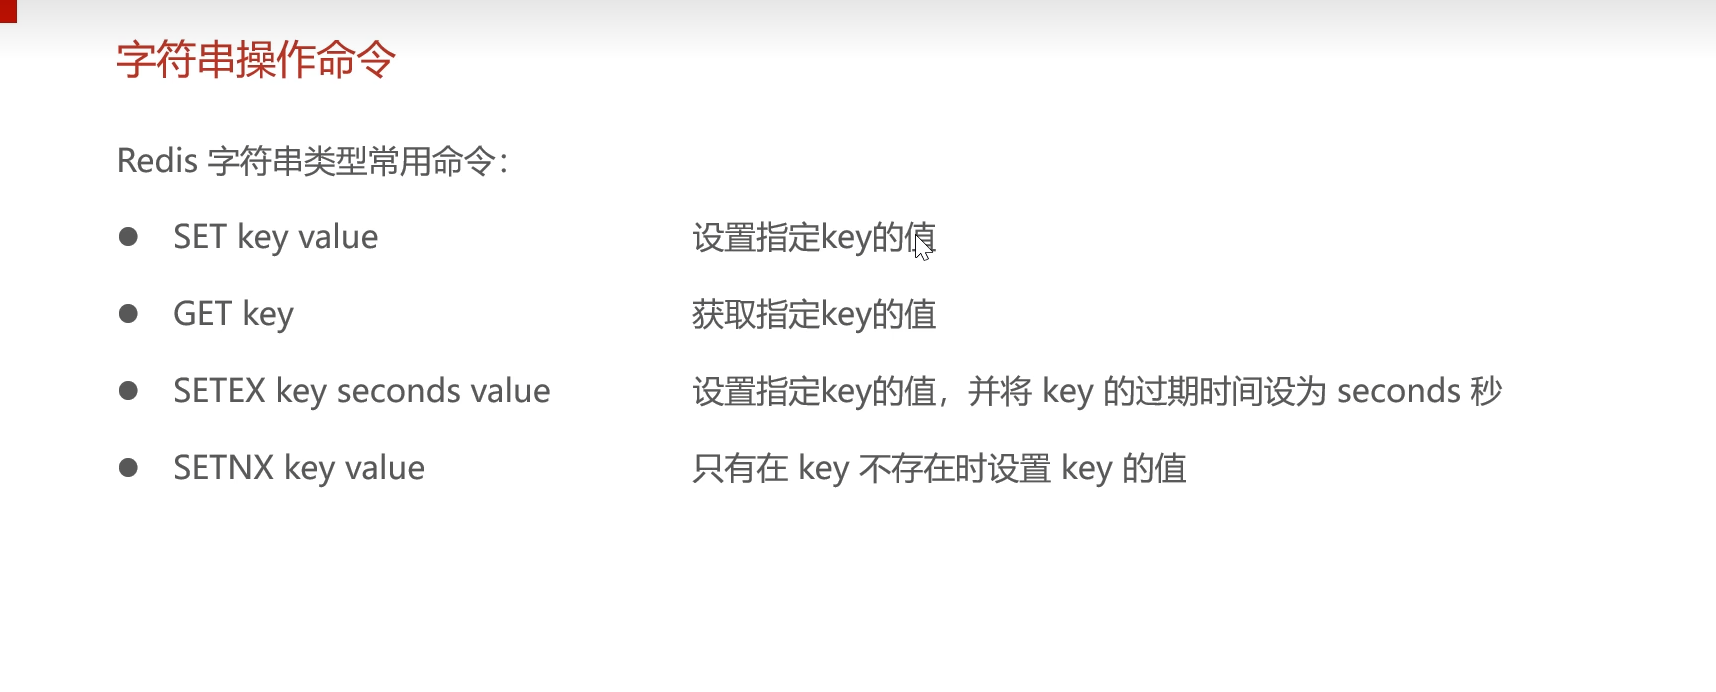 字符串操作命令
Redis 字符串类型常用命令：
● SET key value 设置指定key的值
● GET key 获取指定key的值
● SETEX key seconds value 设置指定key的值，并将 key 的过期时间设为 seconds 秒
● SETNX key value 只有在 key 不存在时设置 key 的值